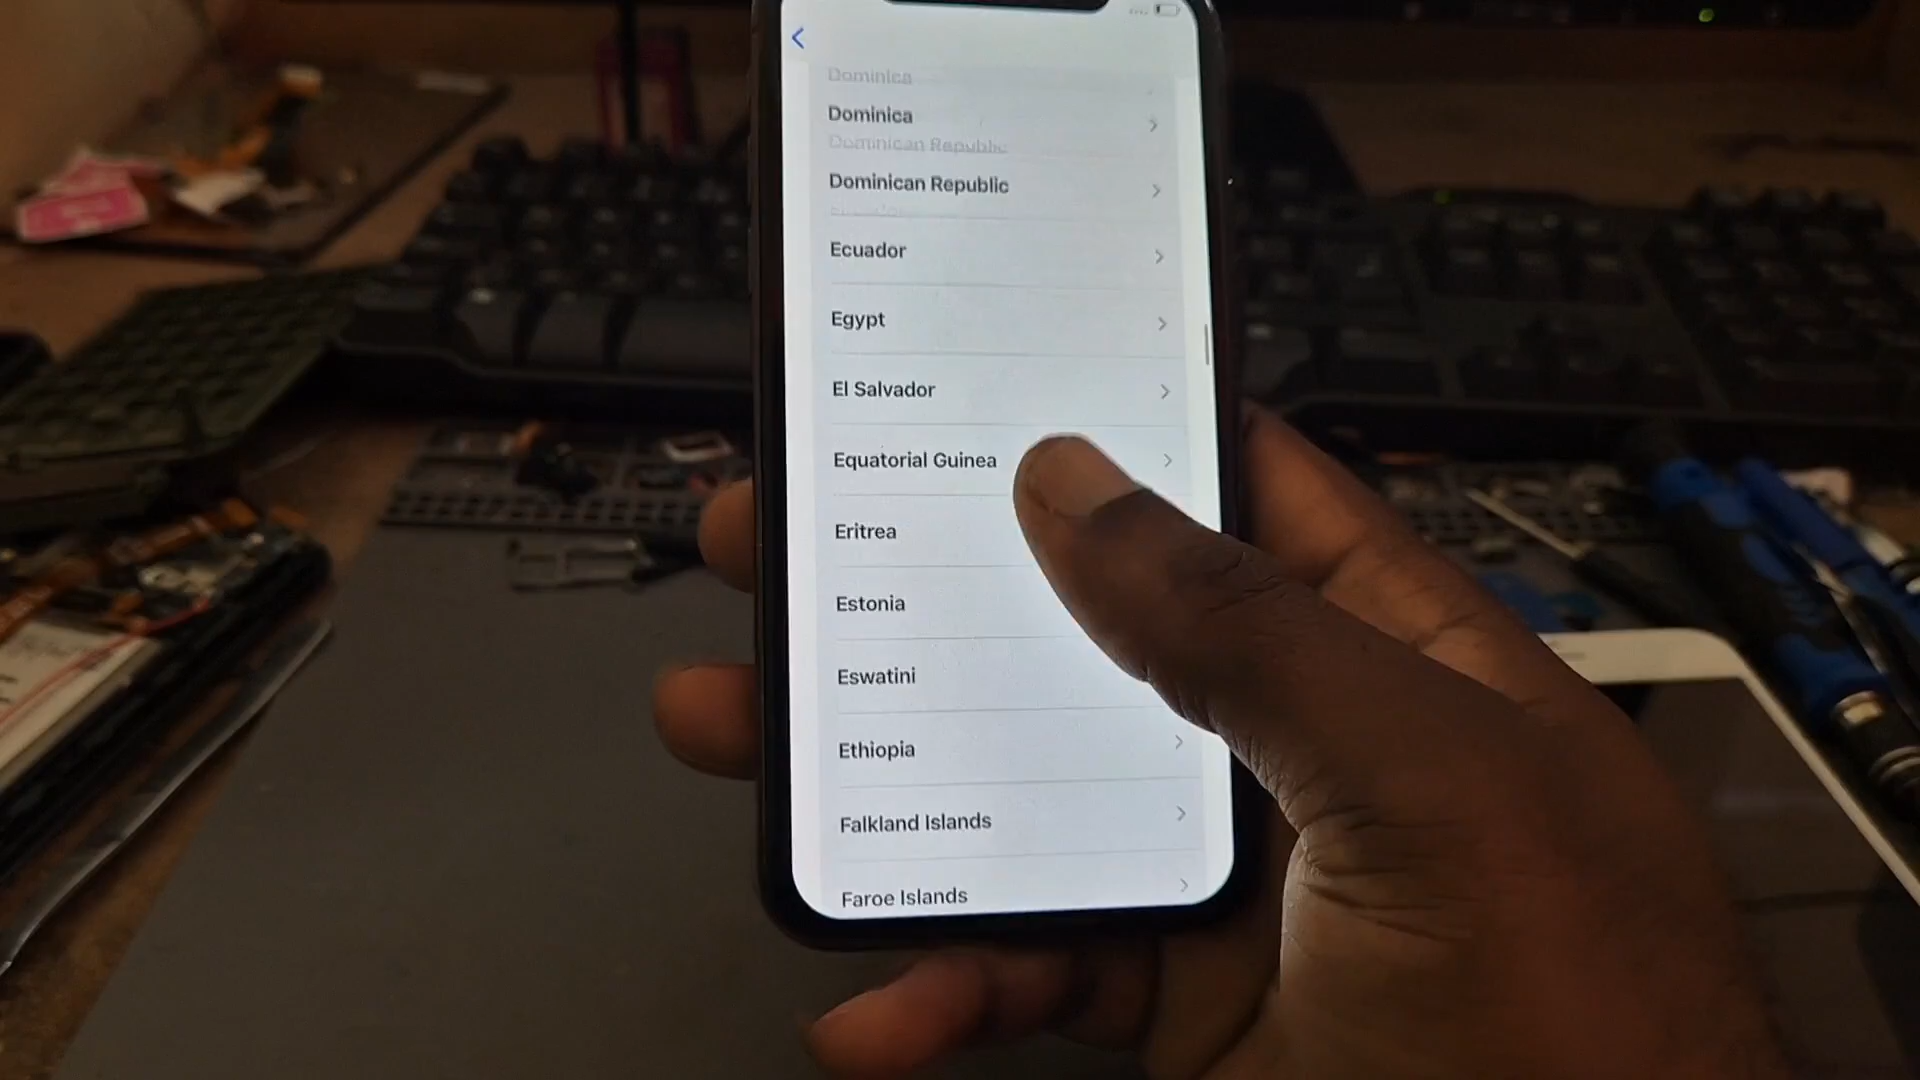 Dominica
Dominica
Dominican Republic
Dominican Republic
Ecuador
Ecuador
Egypt
El Salvador
Equatorial Guinea
Eritrea
Estonia
Eswatini
Ethiopia
Falkland Islands
Faroe Islands